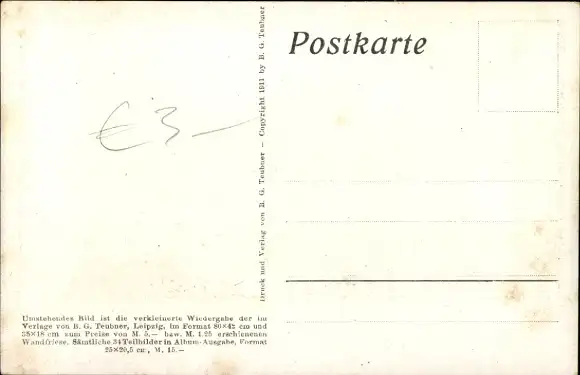 Postkarte
€ 3 —
Druck und Verlag von B. G. Teubner — Copyright 1911 by B. G. Teubner
Umstehendes Bild ist die verkleinerte Wiedergabe der im
Verlage von B. G. Teubner, Leipzig, im Format 80×42 cm und
35×18 cm zum Preise von M. 5.— bzw. M. 1.25 erschienenen
Wandfriese. Sämtliche 34 Teilbilder in Album-Ausgabe, Format
25×20,5 cm, M. 15.—